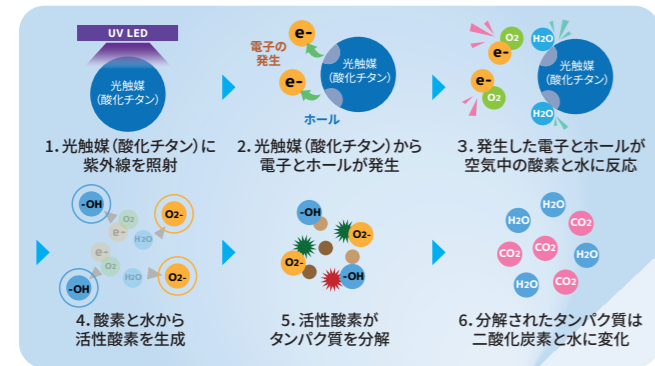 UV LED
光触媒
（酸化チタン）
1. 光触媒（酸化チタン）に
紫外線を照射
電子の
発生
e-
e-
光触媒
（酸化チタン）
ホール
2. 光触媒（酸化チタン）から
電子とホールが発生
O2
e-
e-
O2
H2O
光触媒
（酸化チタン）
H2O
3. 発生した電子とホールが
空気中の酸素と水に反応
-OH
O2
e-
H2O
O2-
e-
O2
H2O
-OH
O2-
4. 酸素と水から
活性酸素を生成
-OH
O2-
O2-
-OH
5. 活性酸素が
タンパク質を分解
H2O
H2O
CO2
CO2
CO2
H2O
H2O
CO2
6. 分解されたタンパク質は
二酸化炭素と水に変化